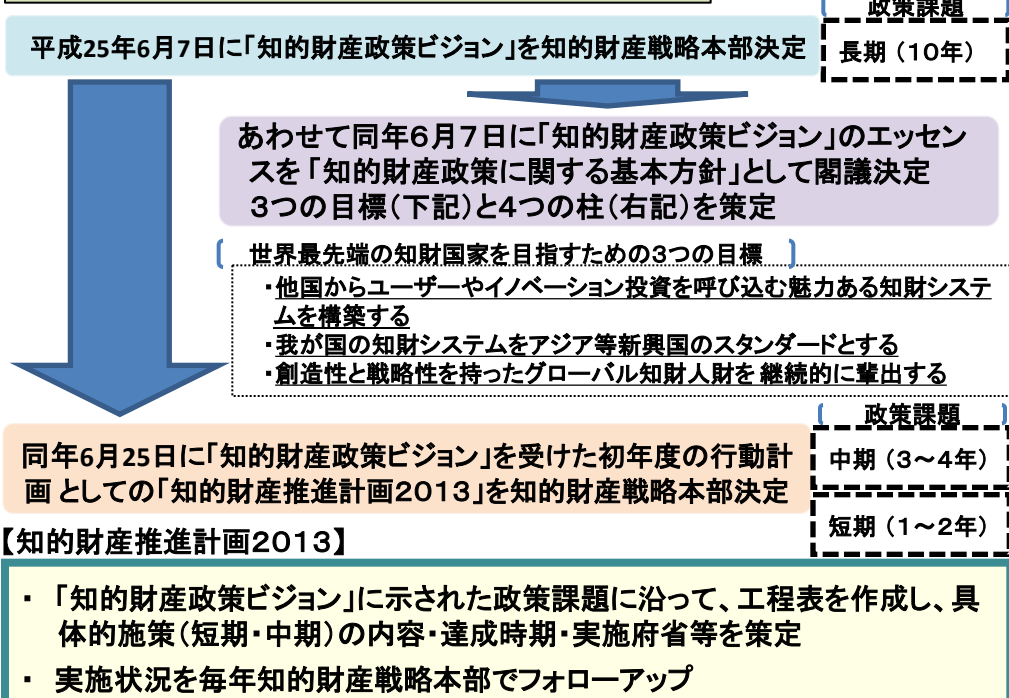 政策課題
平成25年6月7日に「知的財産政策ビジョン」を知的財産戦略本部決定
長期（１０年）
あわせて同年６月７日に「知的財産政策ビジョン」のエッセン
スを「知的財産政策に関する基本方針」として閣議決定
３つの目標（下記）と４つの柱（右記）を策定
世界最先端の知財国家を目指すための３つの目標
・他国からユーザーやイノベーション投資を呼び込む魅力ある知財システ
ムを構築する
・我が国の知財システムをアジア等新興国のスタンダードとする
・創造性と戦略性を持ったグローバル知財人財を 継続的に輩出する
政策課題
同年6月25日に「知的財産政策ビジョン」を受けた初年度の行動計
画 としての「知的財産推進計画２０１３」を知的財産戦略本部決定
中期（３～４年）
短期（１～２年）
【知的財産推進計画２０１３】
・ 「知的財産政策ビジョン」に示された政策課題に沿って、工程表を作成し、具
体的施策（短期・中期）の内容・達成時期・実施府省等を策定
・ 実施状況を毎年知的財産戦略本部でフォローアップ